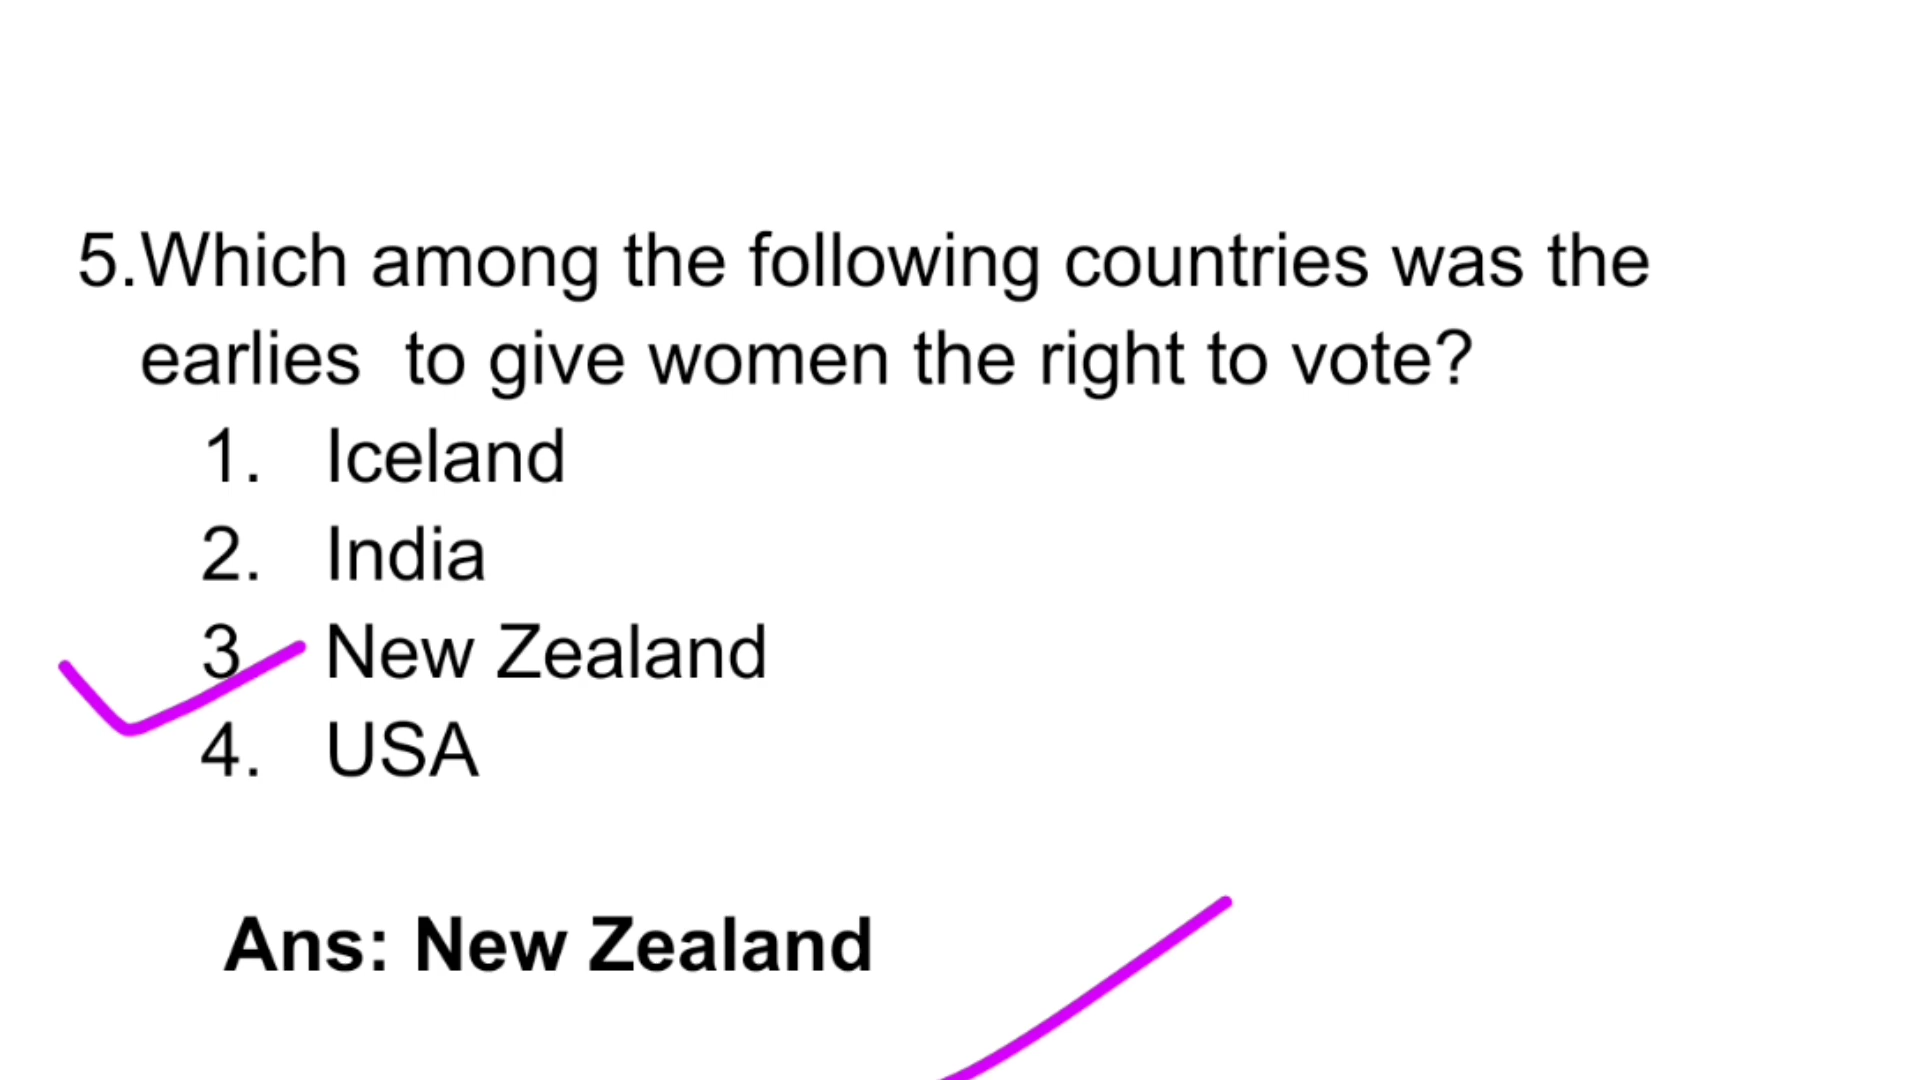 5.Which among the following countries was the
earlies to give women the right to vote?
1. Iceland
2. India
3 New Zealand
4. USA
Ans: New Zealand